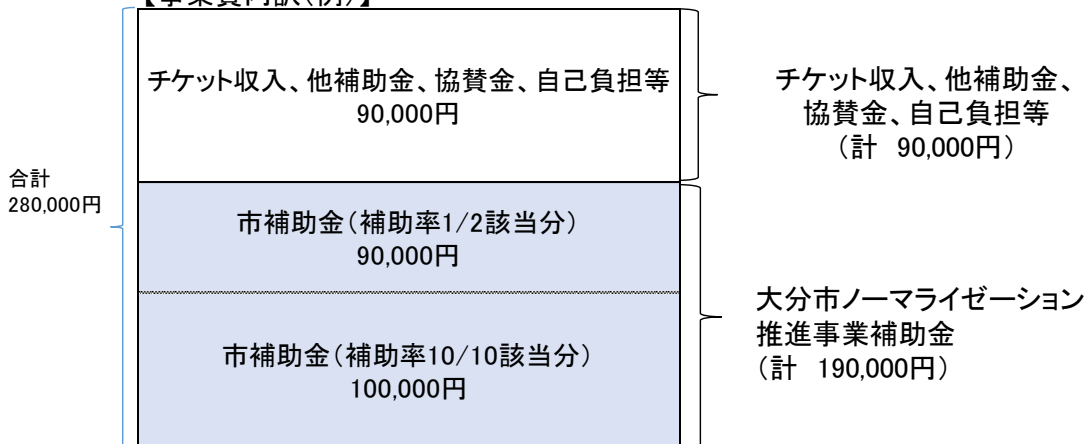 【事業費内訳(例)】
チケット収入、他補助金、協賛金、自己負担等
90,000円
チケット収入、他補助金、
協賛金、自己負担等
(計 90,000円)
合計
280,000円
市補助金(補助率1/2該当分)
90,000円
大分市ノーマライゼーション
推進事業補助金
(計 190,000円)
市補助金(補助率10/10該当分)
100,000円